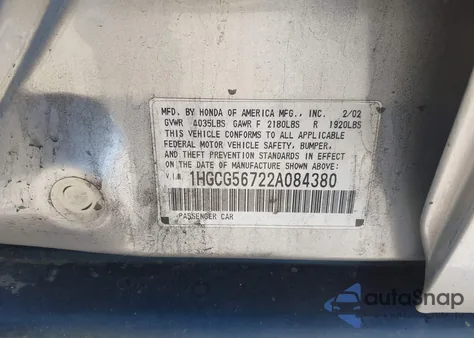 MFD. BY HONDA OF AMERICA MFG., INC. 2/02
GVWR 4035LBS GAWR F 2180LBS R 1920LBS
THIS VEHICLE CONFORMS TO ALL APPLICABLE
FEDERAL MOTOR VEHICLE SAFETY, BUMPER,
AND THEFT PREVENTION STANDARDS IN EFFECT
ON THE DATE OF MANUFACTURE SHOWN ABOVE.
V.I.N. 1HGCG56722A084380
PASSENGER CAR
autoSnap